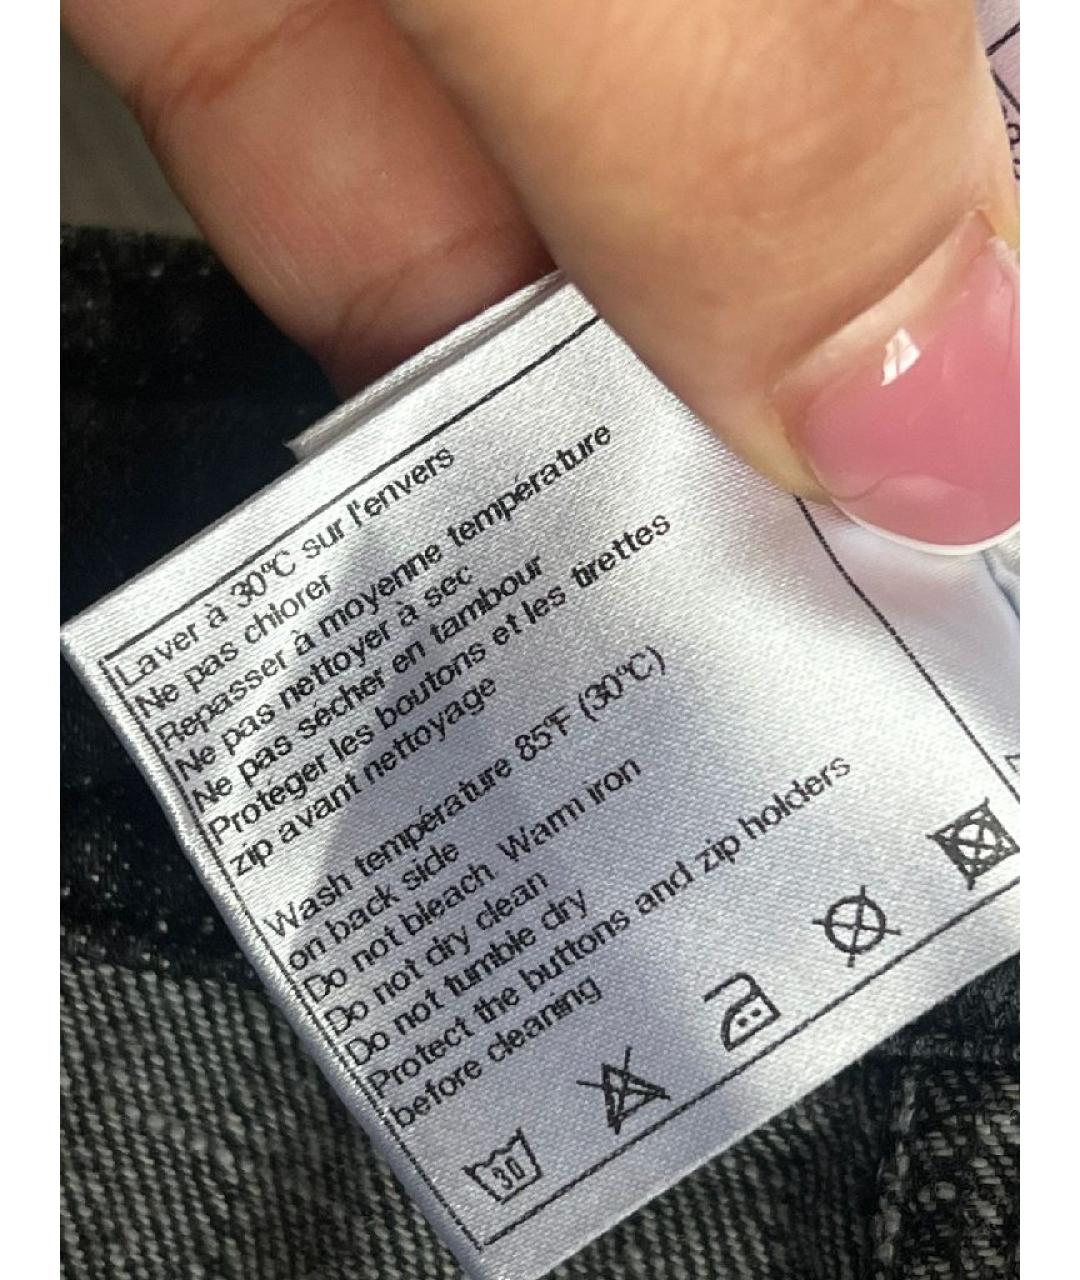 Laver à 30°C sur l'envers
Ne pas chlorer
Repasser à moyenne température
Ne pas nettoyer à sec
Ne pas sécher en tambour
Protéger les boutons et les tirettes
zip avant nettoyage
Wash température 85°F (30°C)
on back side
Do not bleach Warm iron
Do not dry clean
Do not tumble dry
Protect the buttons and zip holders
before cleaning
30